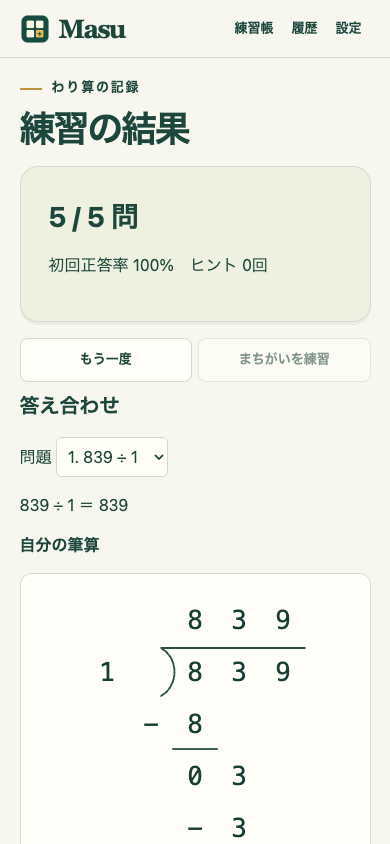 Masu 練習帳 履歴 設定
わり算の記録
練習の結果
5 / 5 問
初回正答率 100% ヒント 0回
もう一度 まちがいを練習
答え合わせ
問題 1. 839 ÷ 1
839 ÷ 1 = 839
自分の筆算
8 3 9
1 ) 8 3 9
− 8
0 3
− 3